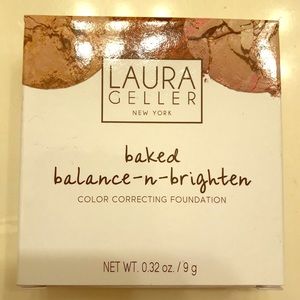 LAURA
GELLER
NEW YORK
baked
balance-n-brighten
COLOR CORRECTING FOUNDATION
NET WT. 0.32 oz. / 9 g